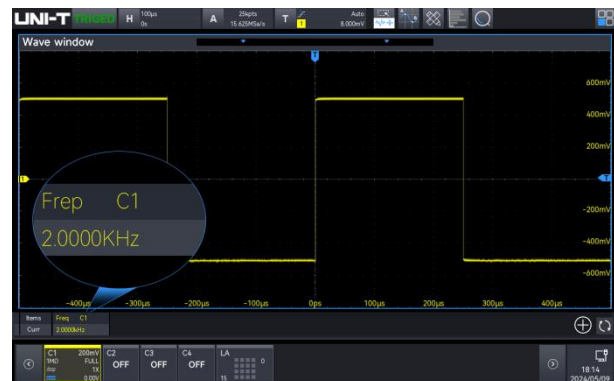 UNI-T TRIGED H 100μs 0s A 25kpts 15.625MSa/s T 1 Auto 8.000mV
Wave window
T
600mV
400mV
200mV
1
T
-200mV
-400mV
-600mV
Frep C1
2.0000KHz
-400μs -300μs -200μs -100μs 0ps 100μs 200μs 300μs 400μs
Items Freq C1
Curr 2.0000kHz
C1 200mV C2 C3 C4 LA
1MΩ FULL OFF OFF OFF 0
1X
0.00V 15
18:14
2024/05/09